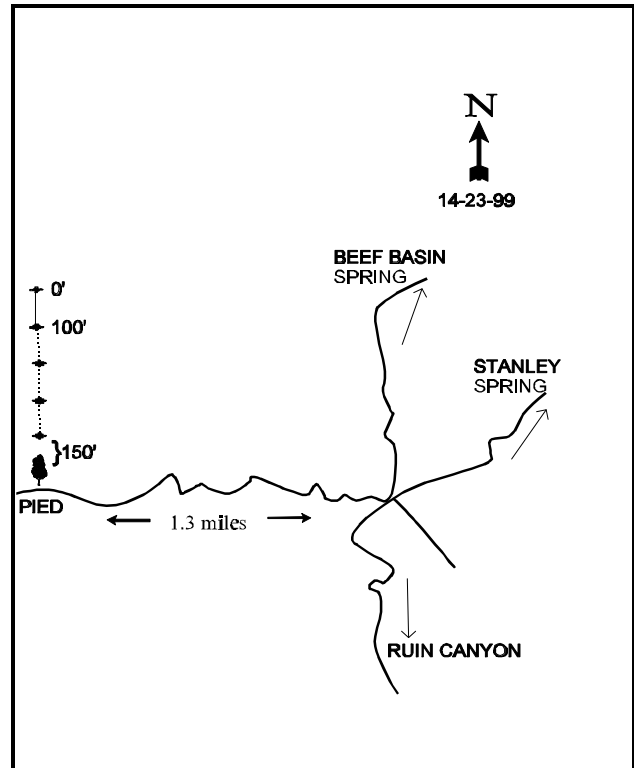 N
14-23-99
BEEF BASIN
SPRING
0'
100'
STANLEY
SPRING
}150'
PIED
1.3 miles
RUIN CANYON